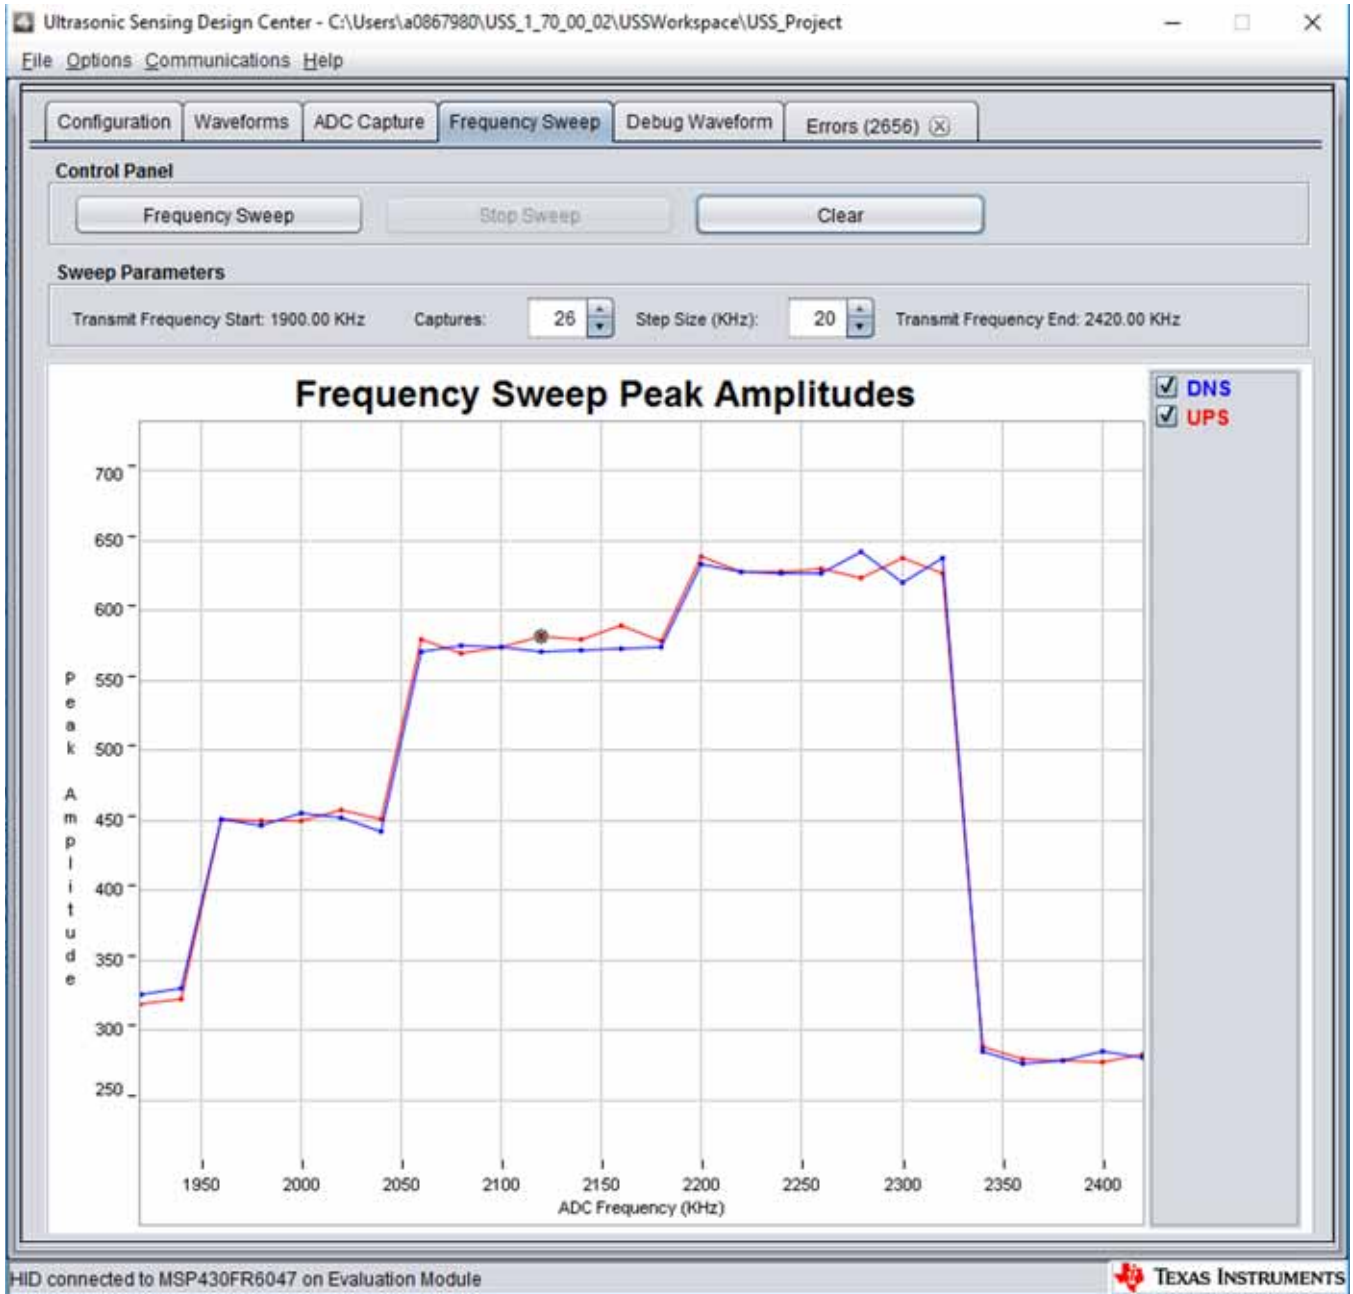 Ultrasonic Sensing Design Center - C:\Users\a0867980\USS_1_70_00_02\USSWorkspace\USS_Project
File Options Communications Help
Configuration Waveforms ADC Capture Frequency Sweep Debug Waveform Errors (2656)
Control Panel
Frequency Sweep Stop Sweep Clear
Sweep Parameters
Transmit Frequency Start: 1900.00 KHz Captures: 26 Step Size (KHz): 20 Transmit Frequency End: 2420.00 KHz
Frequency Sweep Peak Amplitudes
DNS
UPS
700
650
600
550
500
450
400
350
300
250
Peak Amplitude
1950 2000 2050 2100 2150 2200 2250 2300 2350 2400
ADC Frequency (KHz)
HID connected to MSP430FR6047 on Evaluation Module
TEXAS INSTRUMENTS